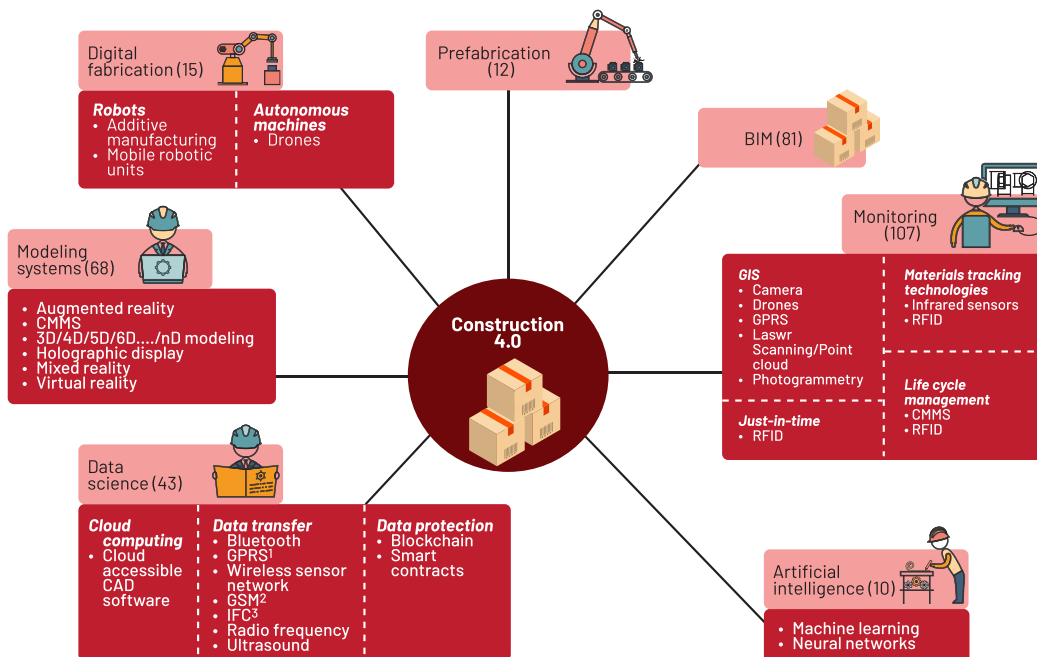 Digital
fabrication (15)
Robots
• Additive
manufacturing
• Mobile robotic
units
Autonomous
machines
• Drones
Prefabrication
(12)
BIM (81)
Monitoring
(107)
GIS
• Camera
• Drones
• GPRS
• Laswr
Scanning/Point
cloud
• Photogrammetry
Just-in-time
• RFID
Materials tracking
technologies
• Infrared sensors
• RFID
Life cycle
management
• CMMS
• RFID
Modeling
systems (68)
• Augmented reality
• CMMS
• 3D/4D/5D/6D..../nD modeling
• Holographic display
• Mixed reality
• Virtual reality
Construction
4.0
Data
science (43)
Cloud
computing
• Cloud
accessible
CAD
software
Data transfer
• Bluetooth
• GPRS¹
• Wireless sensor
network
• GSM²
• IFC³
• Radio frequency
• Ultrasound
Data protection
• Blockchain
• Smart
contracts
Artificial
intelligence (10)
• Machine learning
• Neural networks